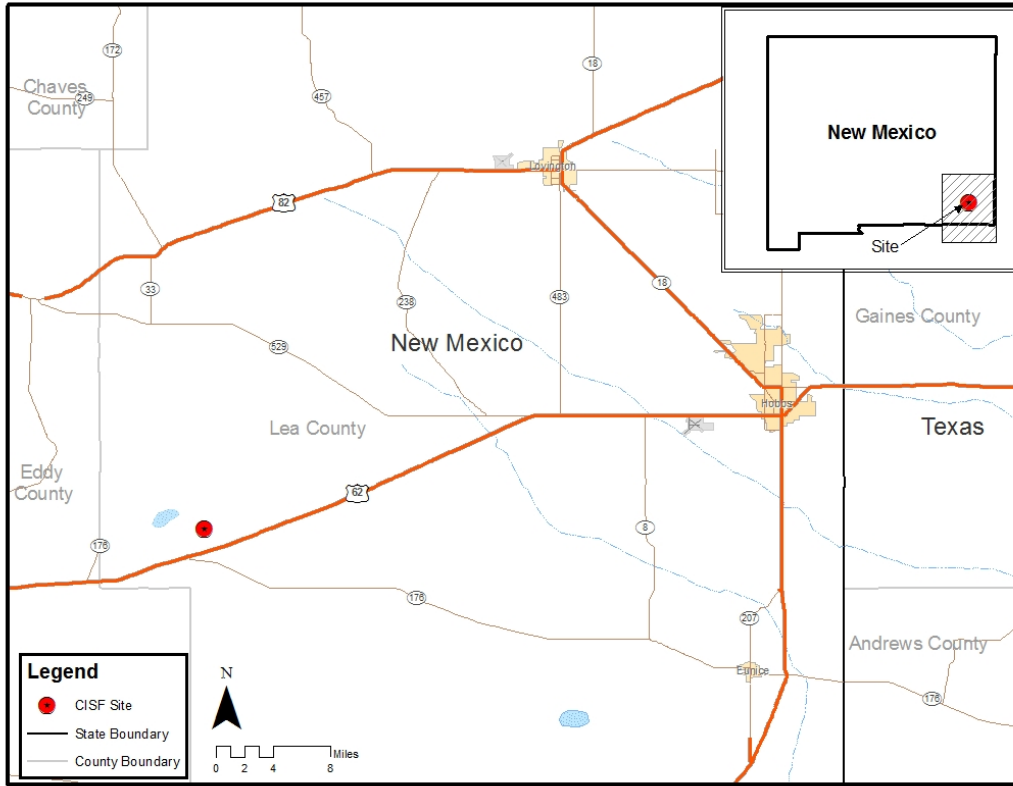 172
Chaves
County
249
457
18
Lovington
New Mexico
Site
82
33
238
483
18
529
New Mexico
Gaines County
Hobbs
Lea County
Texas
Eddy
County
62
176
8
176
207
Andrews County
Eunice
176
Legend
CISF Site
State Boundary
County Boundary
N
Miles
0 2 4 8